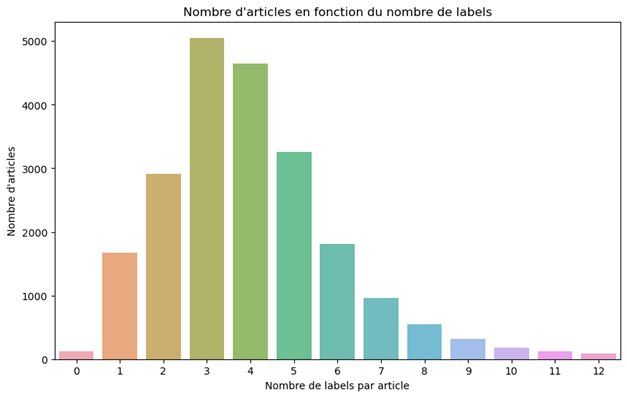 Nombre d'articles en fonction du nombre de labels
Nombre d'articles
5000
4000
3000
2000
1000
0
0 1 2 3 4 5 6 7 8 9 10 11 12
Nombre de labels par article